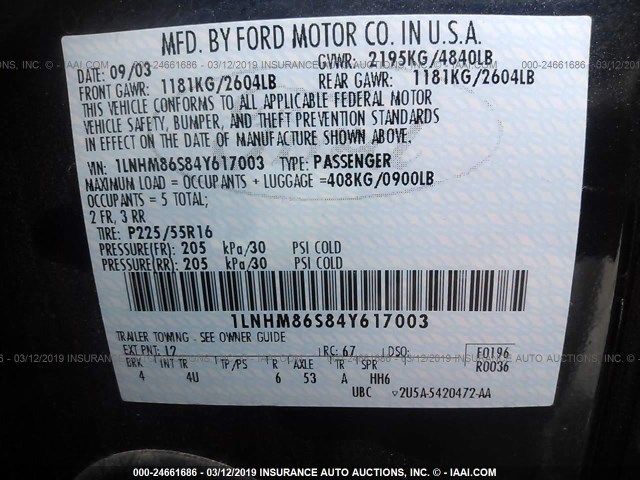 MFD. BY FORD MOTOR CO. IN U.S.A.
DATE: 09/03 GVWR: 2195KG/4840LB
FRONT GAWR: 1181KG/2604LB REAR GAWR: 1181KG/2604LB
THIS VEHICLE CONFORMS TO ALL APPLICABLE FEDERAL MOTOR
VEHICLE SAFETY, BUMPER, AND THEFT PREVENTION STANDARDS
IN EFFECT ON THE DATE OF MANUFACTURE SHOWN ABOVE.
VIN: 1LNHM86S84Y617003 TYPE: PASSENGER
MAXIMUM LOAD = OCCUPANTS + LUGGAGE =408KG/0900LB
OCCUPANTS = 5 TOTAL;
2 FR, 3 RR
TIRE: P225/55R16
PRESSURE(FR): 205 kPa/30 PSI COLD
PRESSURE(RR): 205 kPa/30 PSI COLD
1LNHM86S84Y617003
TRAILER TOWING - SEE OWNER GUIDE
EXT PNT: 17 RC: 67 DSO: F0196
BRK INT TR TP/PS R AXLE TR SPR R0036
4 4U 6 53 A HH6
UBC ▽2U5A-5420472-AA
000-24661686 - 03/12/2019 INSURANCE AUTO AUCTIONS, INC. - IAAI.COM